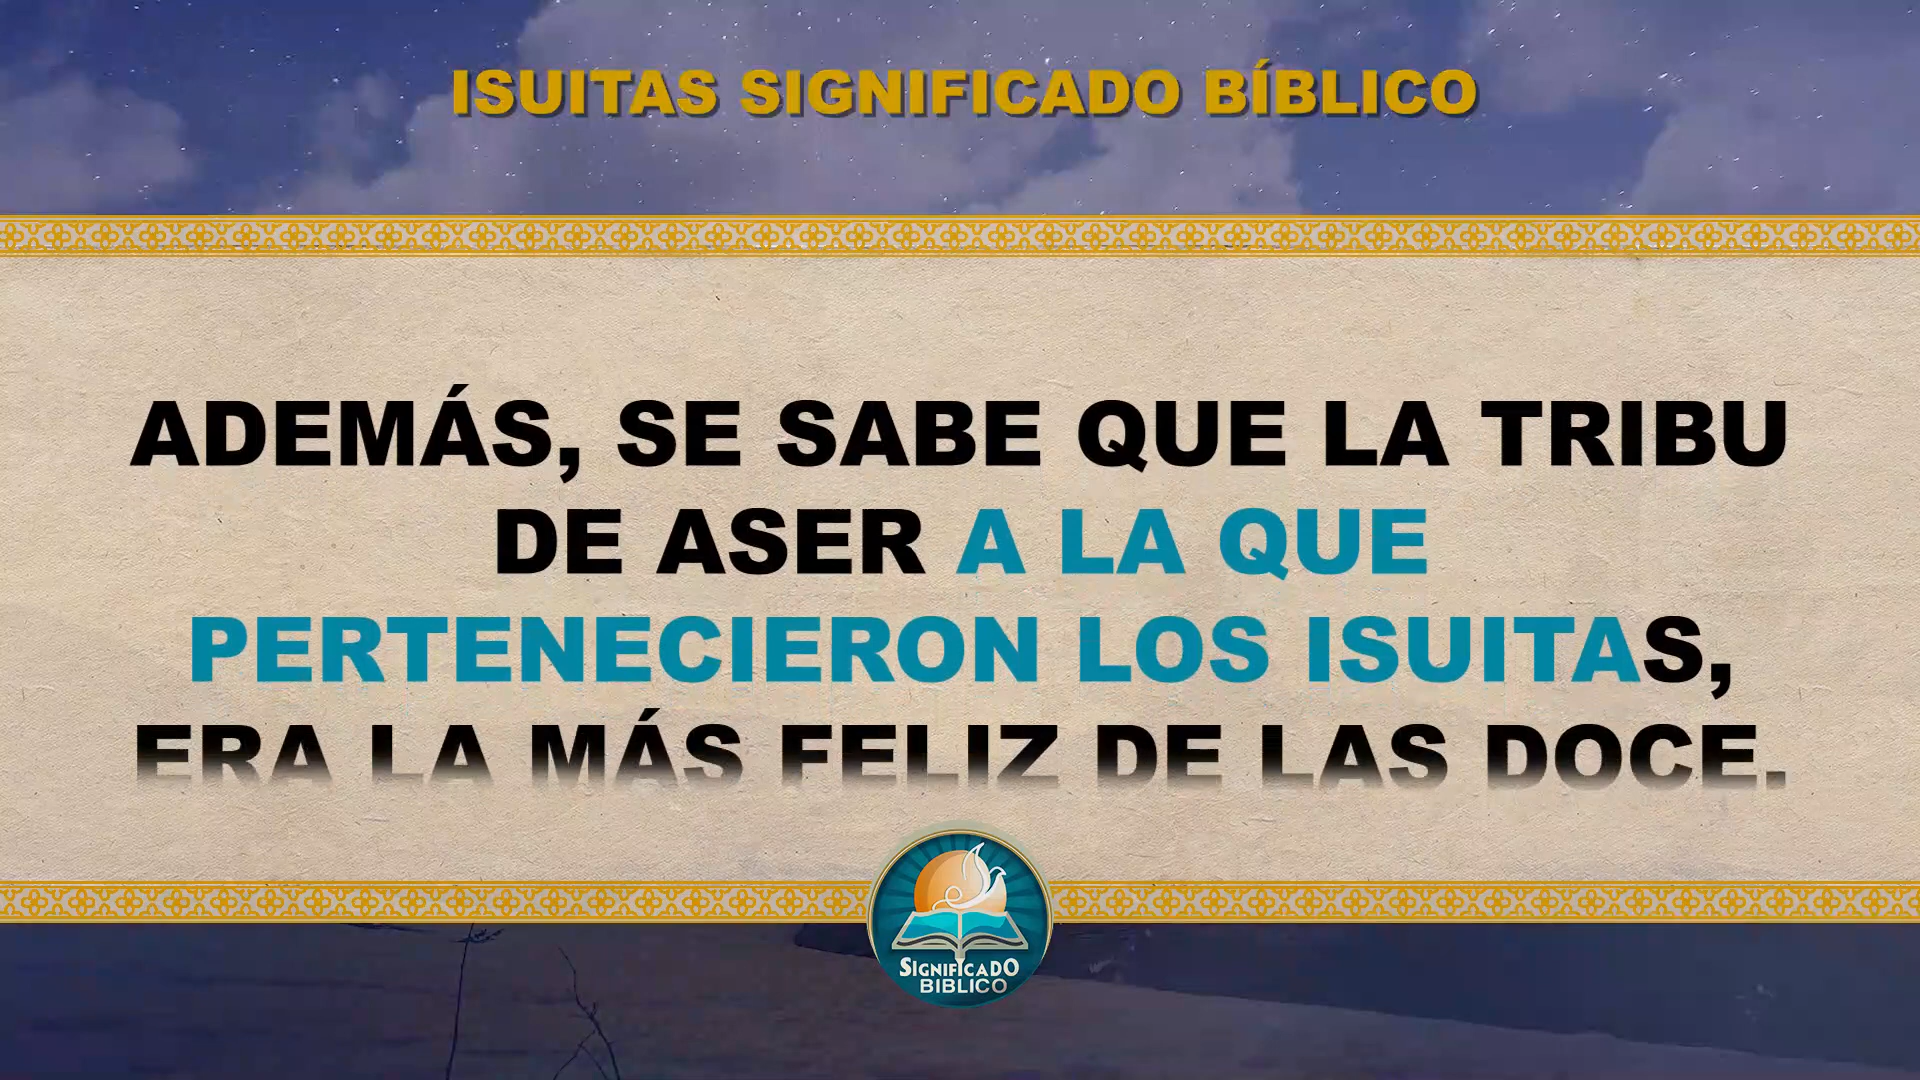 ISUITAS SIGNIFICADO BÍBLICO
ADEMÁS, SE SABE QUE LA TRIBU
DE ASER A LA QUE
PERTENECIERON LOS ISUITAS,
ERA LA MÁS FELIZ DE LAS DOCE.
SIGNIFICADO
BIBLICO